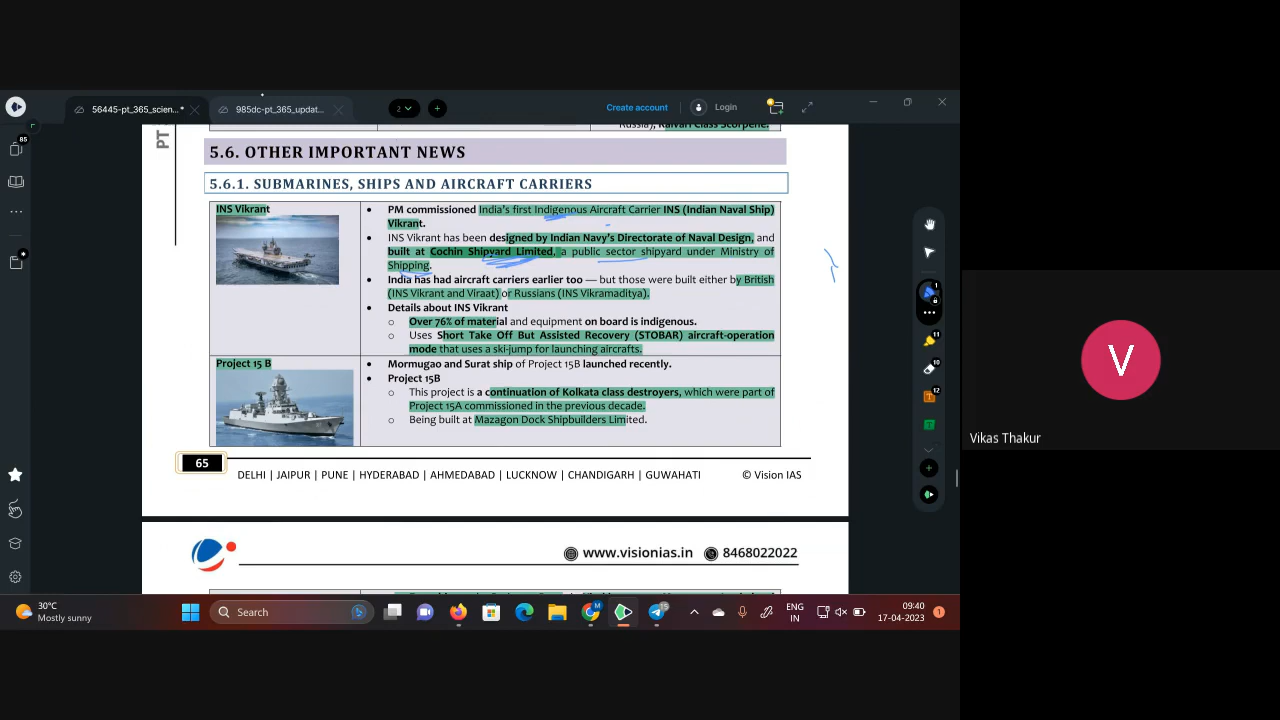 56445-pt_365_scien... *
985dc-pt_365_updat...
2
Create account
Login
85
PT
Russia), Kalvari Class Scorpene.
5.6. OTHER IMPORTANT NEWS
5.6.1. SUBMARINES, SHIPS AND AIRCRAFT CARRIERS
INS Vikrant
• PM commissioned India's first Indigenous Aircraft Carrier INS (Indian Naval Ship)
Vikrant.
• INS Vikrant has been designed by Indian Navy's Directorate of Naval Design, and
built at Cochin Shipyard Limited, a public sector shipyard under Ministry of
Shipping.
• India has had aircraft carriers earlier too — but those were built either by British
(INS Vikrant and Viraat) or Russians (INS Vikramaditya).
• Details about INS Vikrant
o Over 76% of material and equipment on board is indigenous.
o Uses Short Take Off But Assisted Recovery (STOBAR) aircraft-operation
mode that uses a ski-jump for launching aircrafts.
Project 15 B
• Mormugao and Surat ship of Project 15B launched recently.
• Project 15B
o This project is a continuation of Kolkata class destroyers, which were part of
Project 15A commissioned in the previous decade.
o Being built at Mazagon Dock Shipbuilders Limited.
65
DELHI | JAIPUR | PUNE | HYDERABAD | AHMEDABAD | LUCKNOW | CHANDIGARH | GUWAHATI
© Vision IAS
www.visionias.in
8468022022
1
11
10
12
T
V
Vikas Thakur
30°C
Mostly sunny
Search
M
15
ENG
IN
09:40
17-04-2023
1